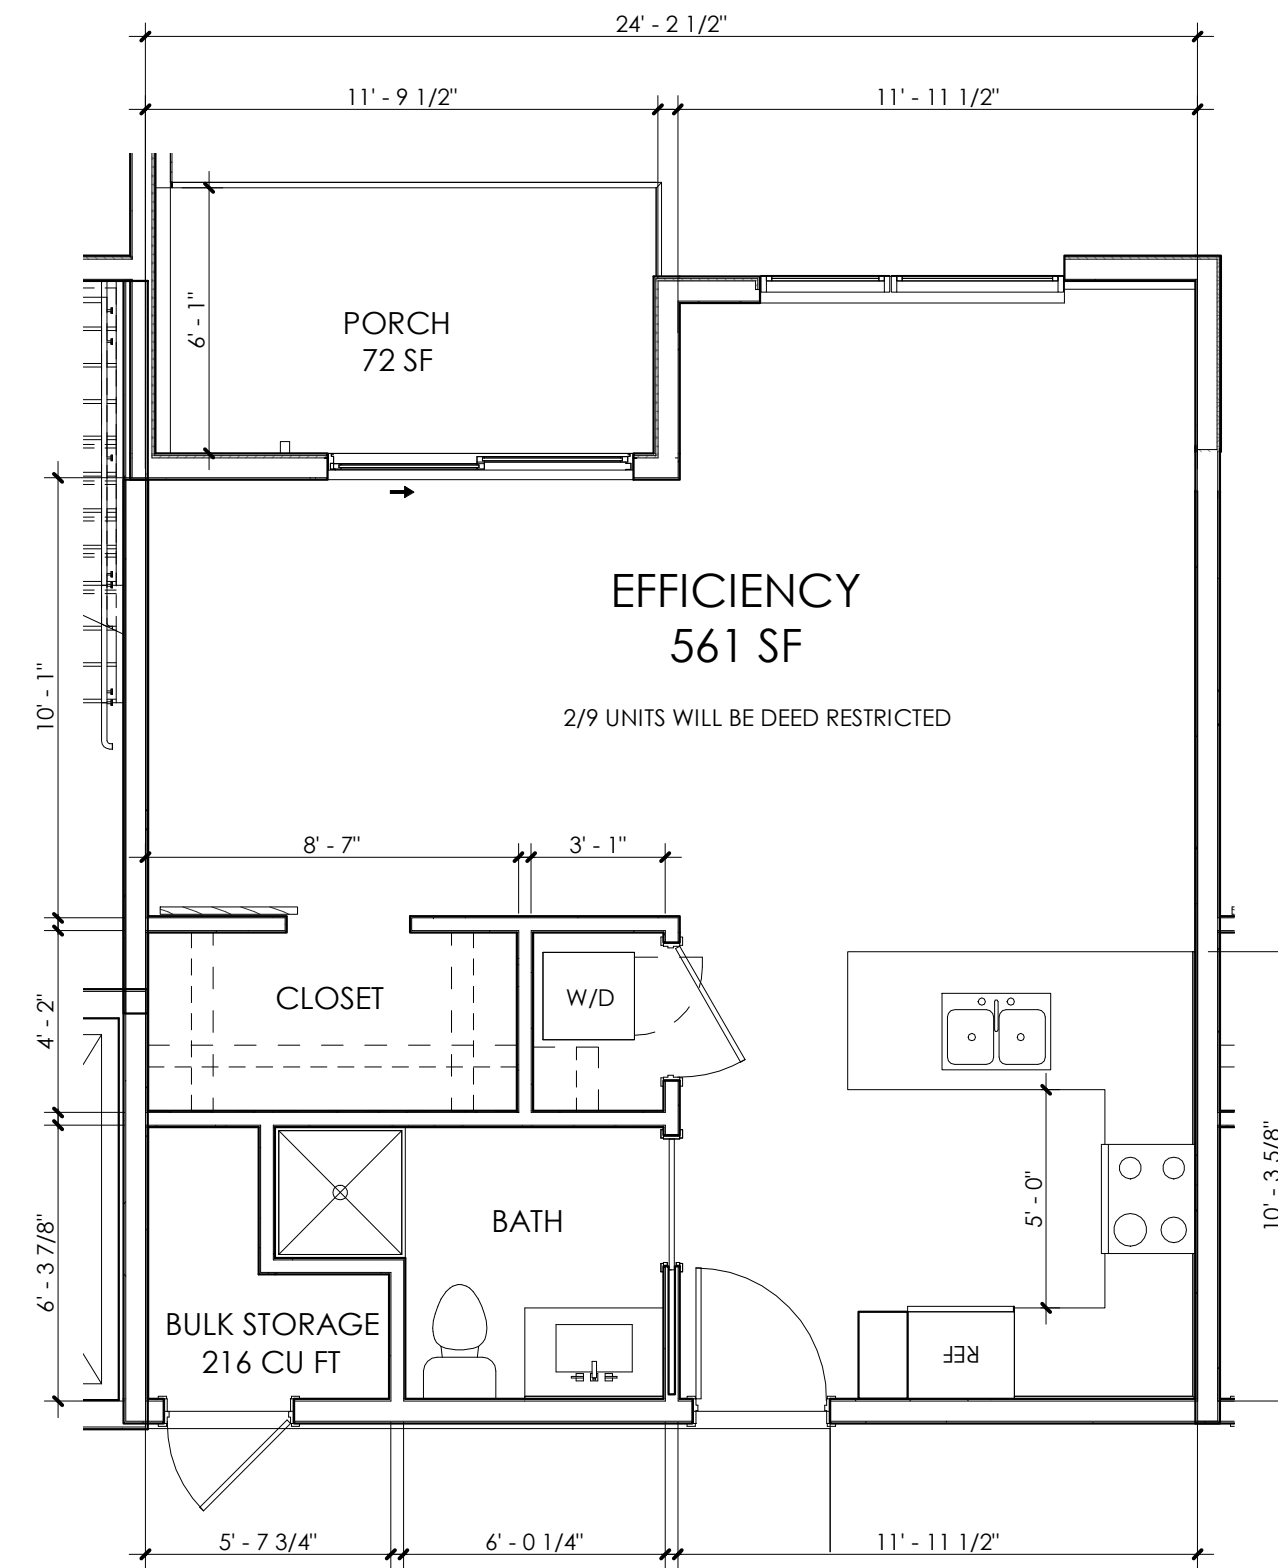 24' - 2 1/2"
11' - 9 1/2"
11' - 11 1/2"
6' - 1"
PORCH
72 SF
EFFICIENCY
561 SF
2/9 UNITS WILL BE DEED RESTRICTED
10' - 1"
8' - 7"
3' - 1"
4' - 2"
CLOSET
W/D
6' - 3 7/8"
BATH
5' - 0"
10' - 3 5/8"
BULK STORAGE
216 CU FT
REF
5' - 7 3/4"
6' - 0 1/4"
11' - 11 1/2"